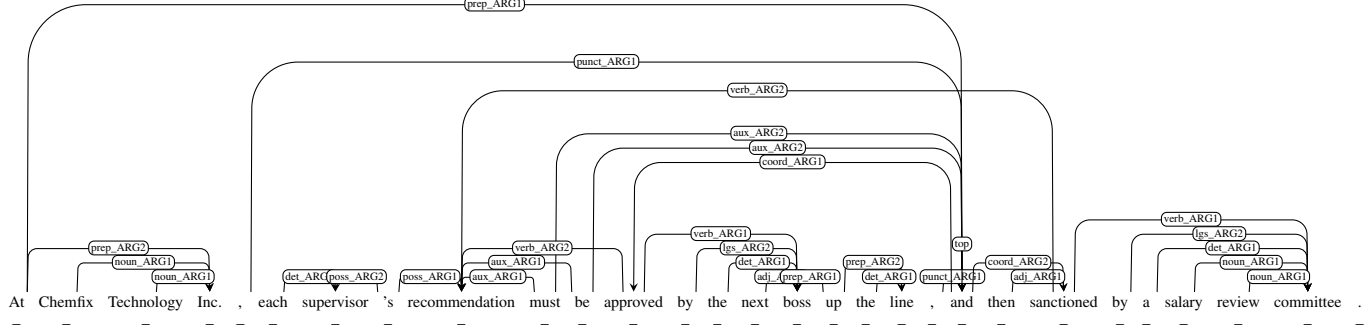 prep_ARG1
punct_ARG1
verb_ARG2
aux_ARG2
aux_ARG2
coord_ARG1
verb_ARG1
verb_ARG1 lgs_ARG2
top
prep_ARG2 verb_ARG2 lgs_ARG2 det_ARG1
noun_ARG1 aux_ARG1 det_ARG1 prep_ARG2 coord_ARG2 noun_ARG1
noun_ARG1 det_ARG poss_ARG2 poss_ARG1 aux_ARG1 adj_ prep_ARG1 det_ARG1 punct_ARG1 adj_ARG1 noun_ARG1
At Chemfix Technology Inc. , each supervisor 's recommendation must be approved by the next boss up the line , and then sanctioned by a salary review committee .
_ _ _ _ _ _ _ _ _ _ _ _ _ _ _ _ _ _ _ _ _ _ _ _ _ _ _ _ _